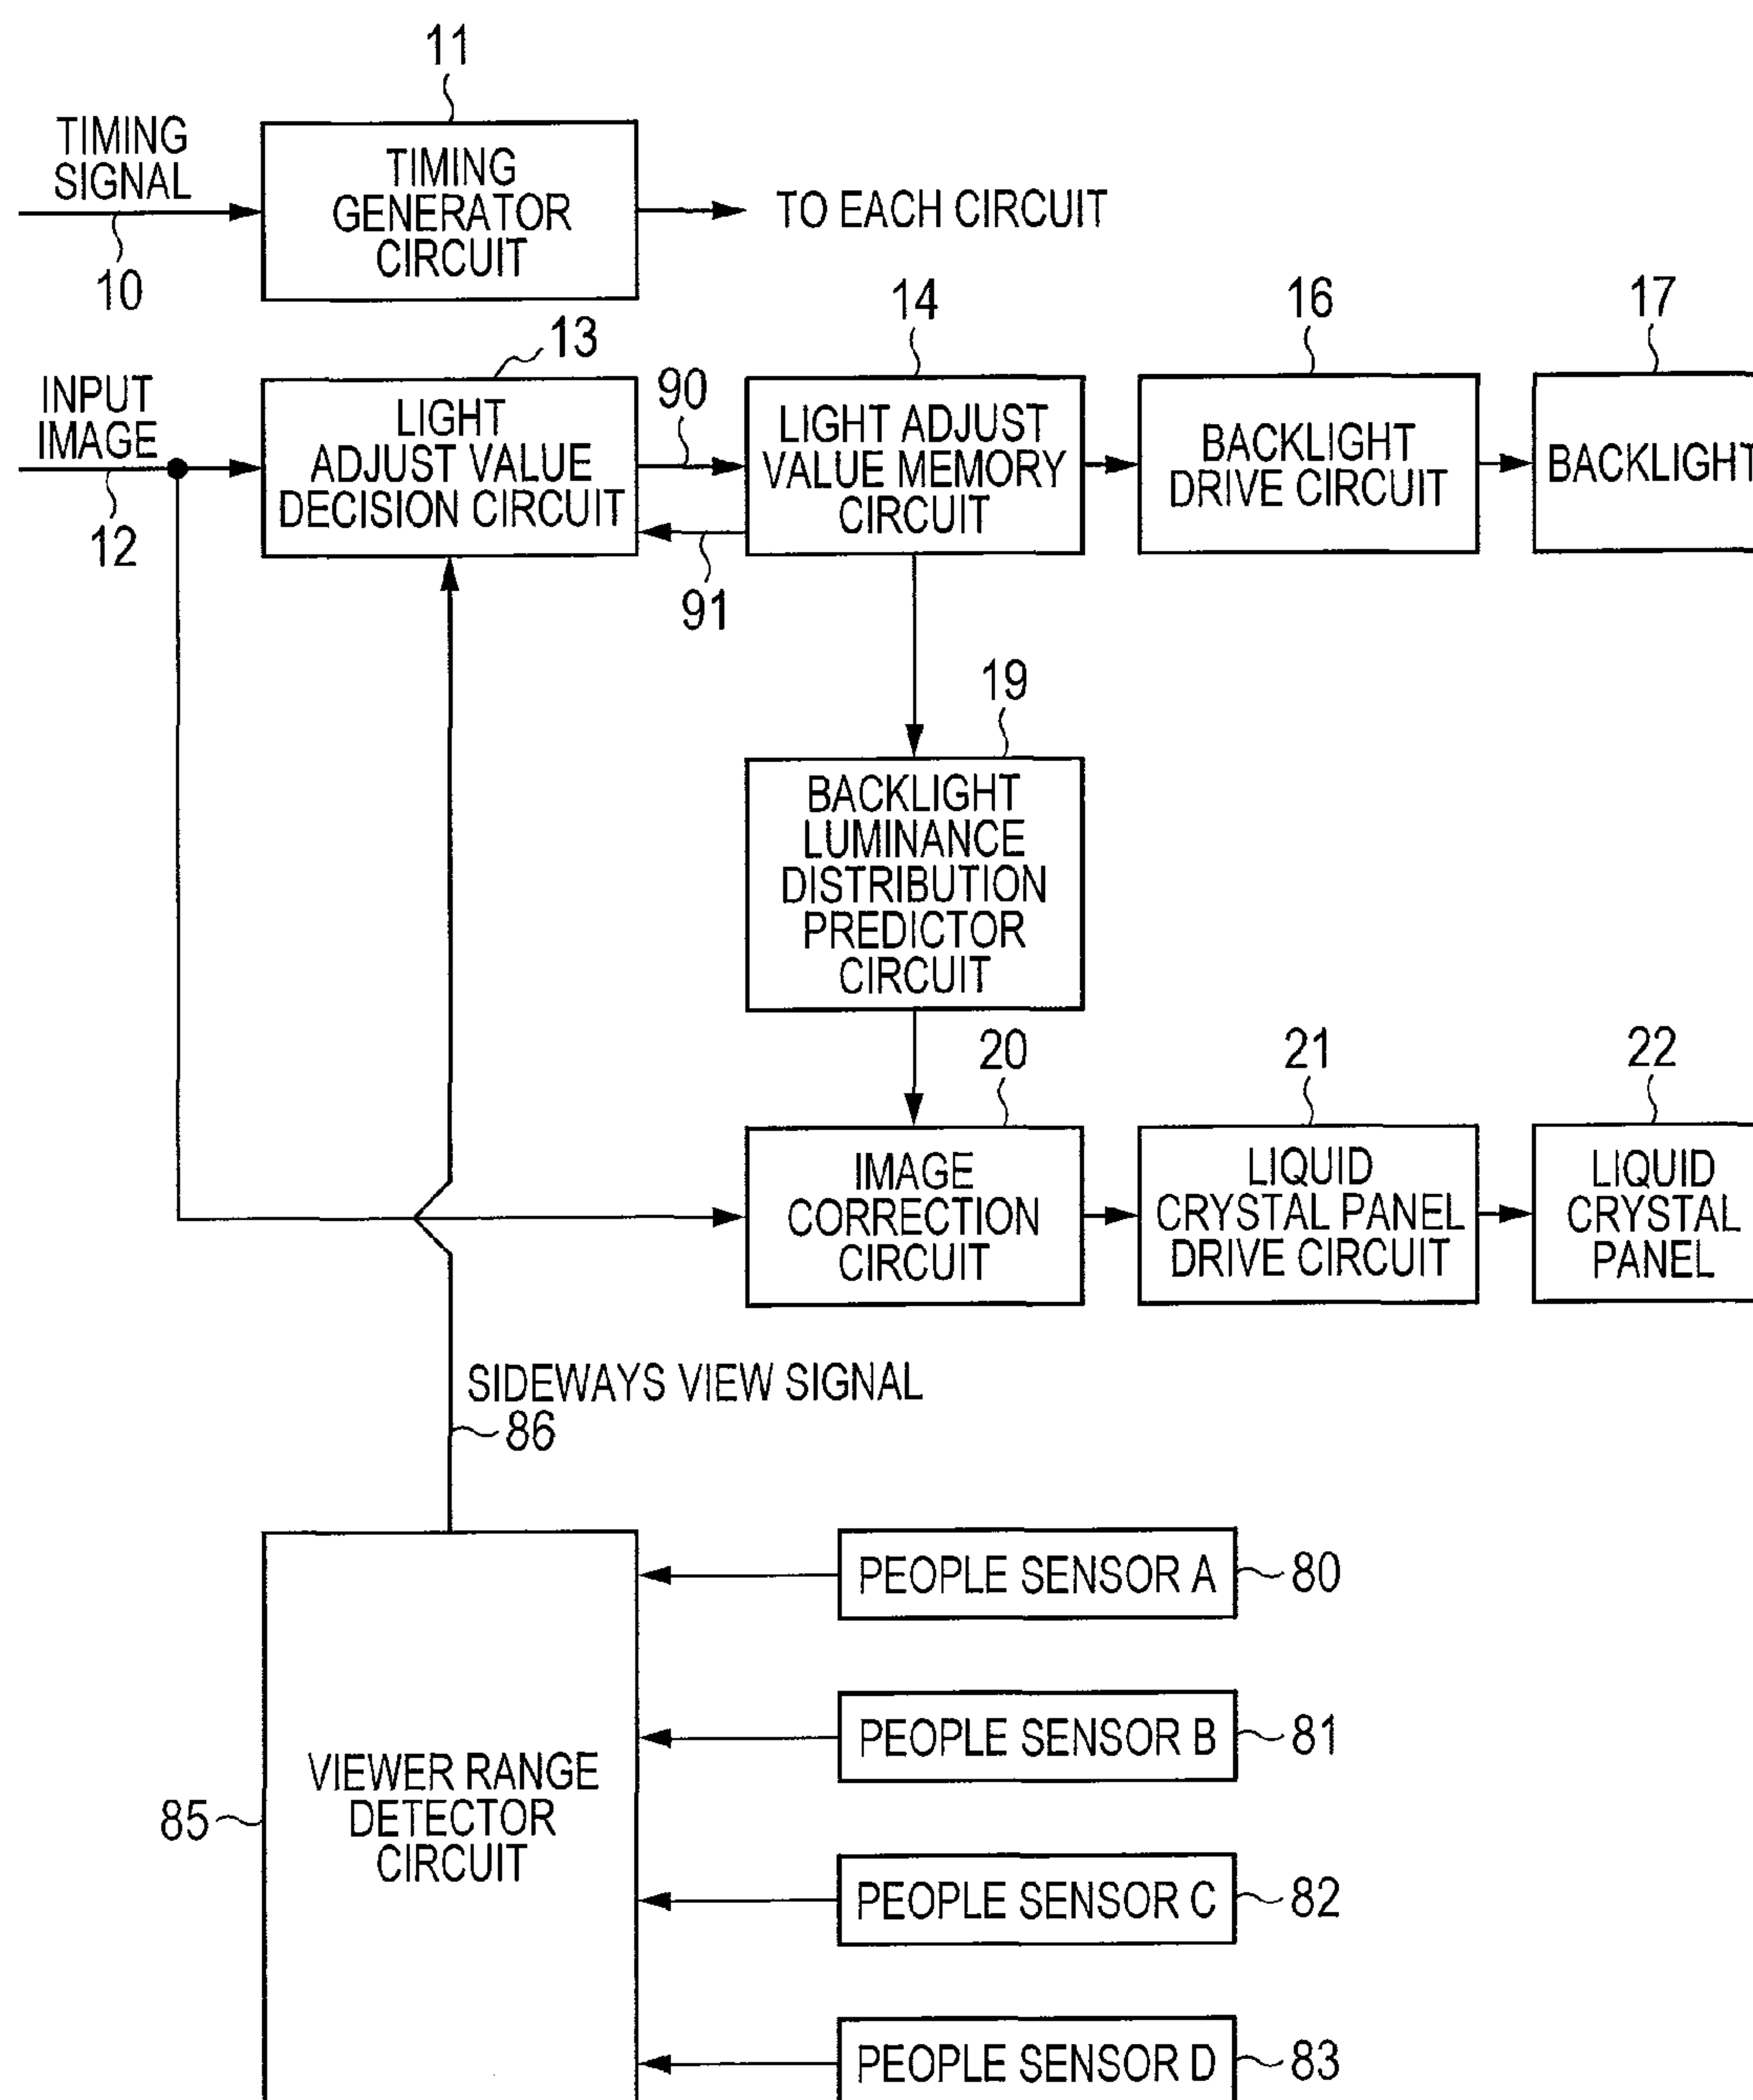 11
TIMING
SIGNAL
10
TIMING
GENERATOR
CIRCUIT
TO EACH CIRCUIT
INPUT
IMAGE
12
13
LIGHT
ADJUST VALUE
DECISION CIRCUIT
90
91
14
LIGHT ADJUST
VALUE MEMORY
CIRCUIT
16
BACKLIGHT
DRIVE CIRCUIT
17
BACKLIGHT
19
BACKLIGHT
LUMINANCE
DISTRIBUTION
PREDICTOR
CIRCUIT
20
IMAGE
CORRECTION
CIRCUIT
21
LIQUID
CRYSTAL PANEL
DRIVE CIRCUIT
22
LIQUID
CRYSTAL
PANEL
SIDEWAYS VIEW SIGNAL
86
85
VIEWER RANGE
DETECTOR
CIRCUIT
PEOPLE SENSOR A
80
PEOPLE SENSOR B
81
PEOPLE SENSOR C
82
PEOPLE SENSOR D
83